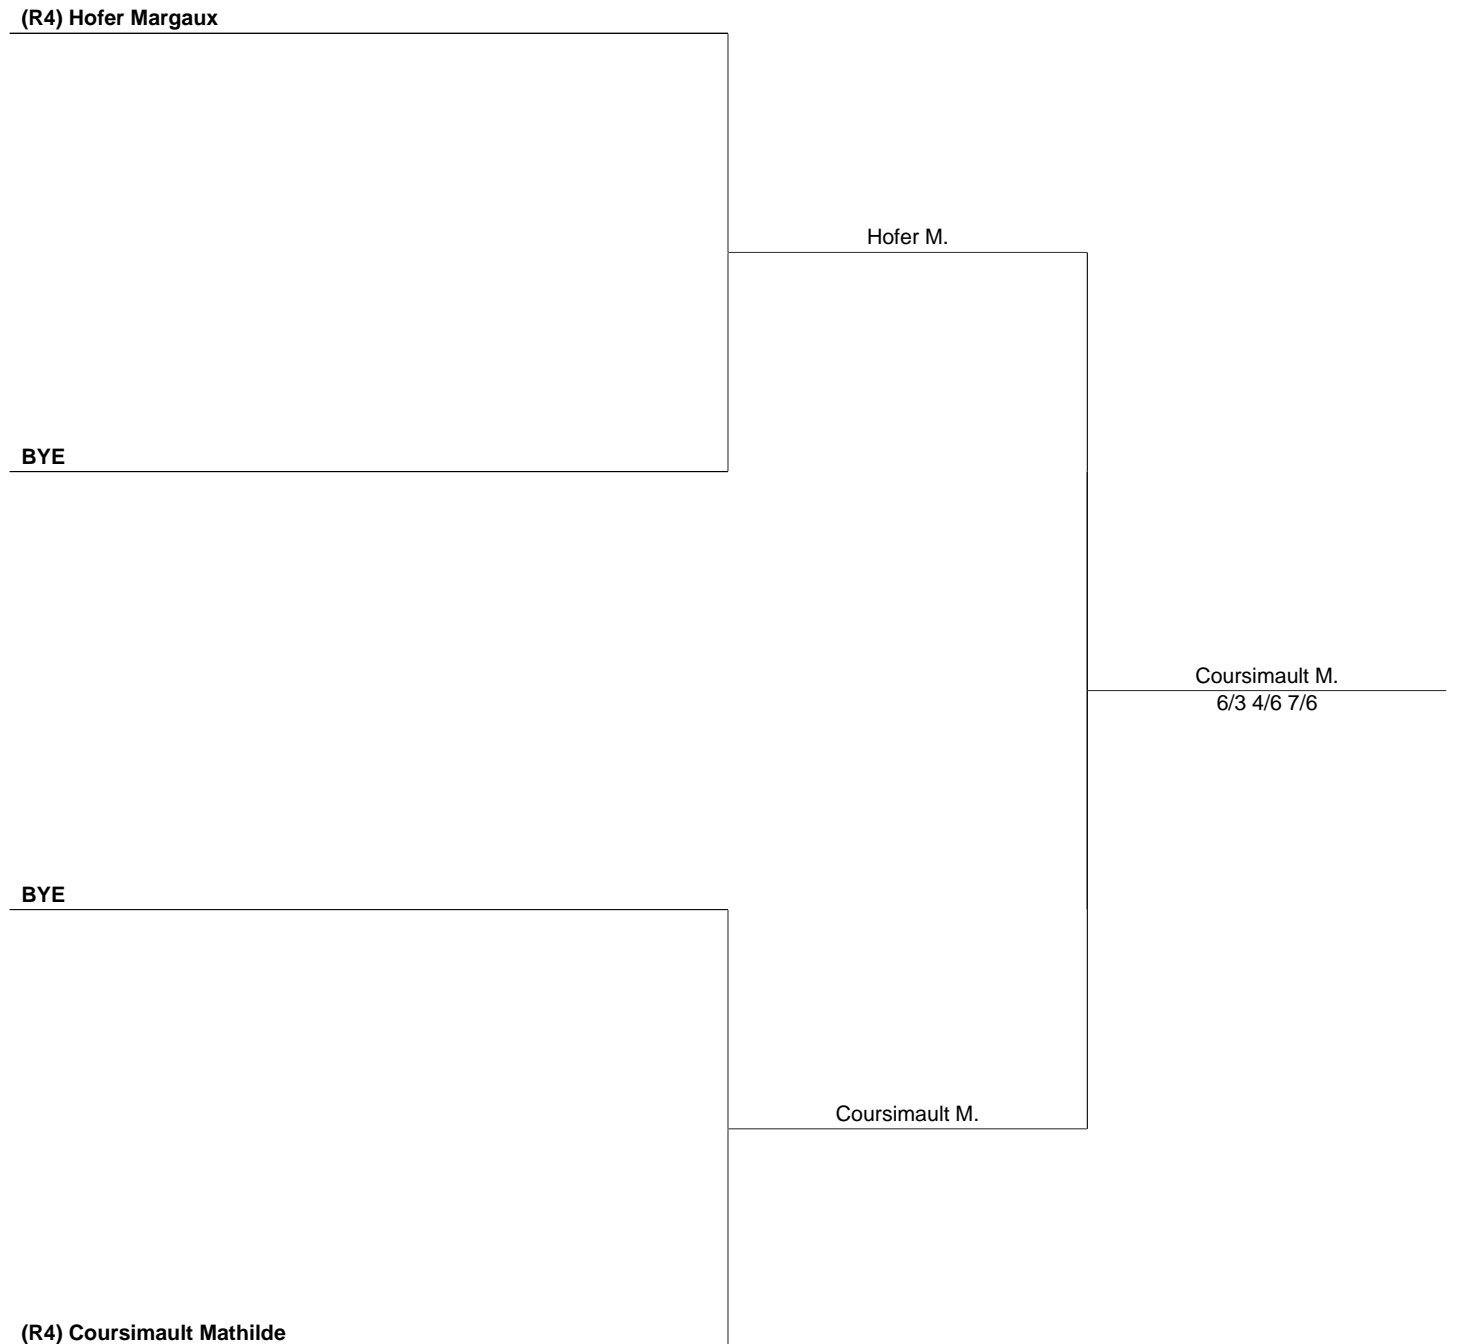 (R4) Hofer Margaux
Hofer M.
BYE
Coursimault M.
6/3 4/6 7/6
BYE
Coursimault M.
(R4) Coursimault Mathilde